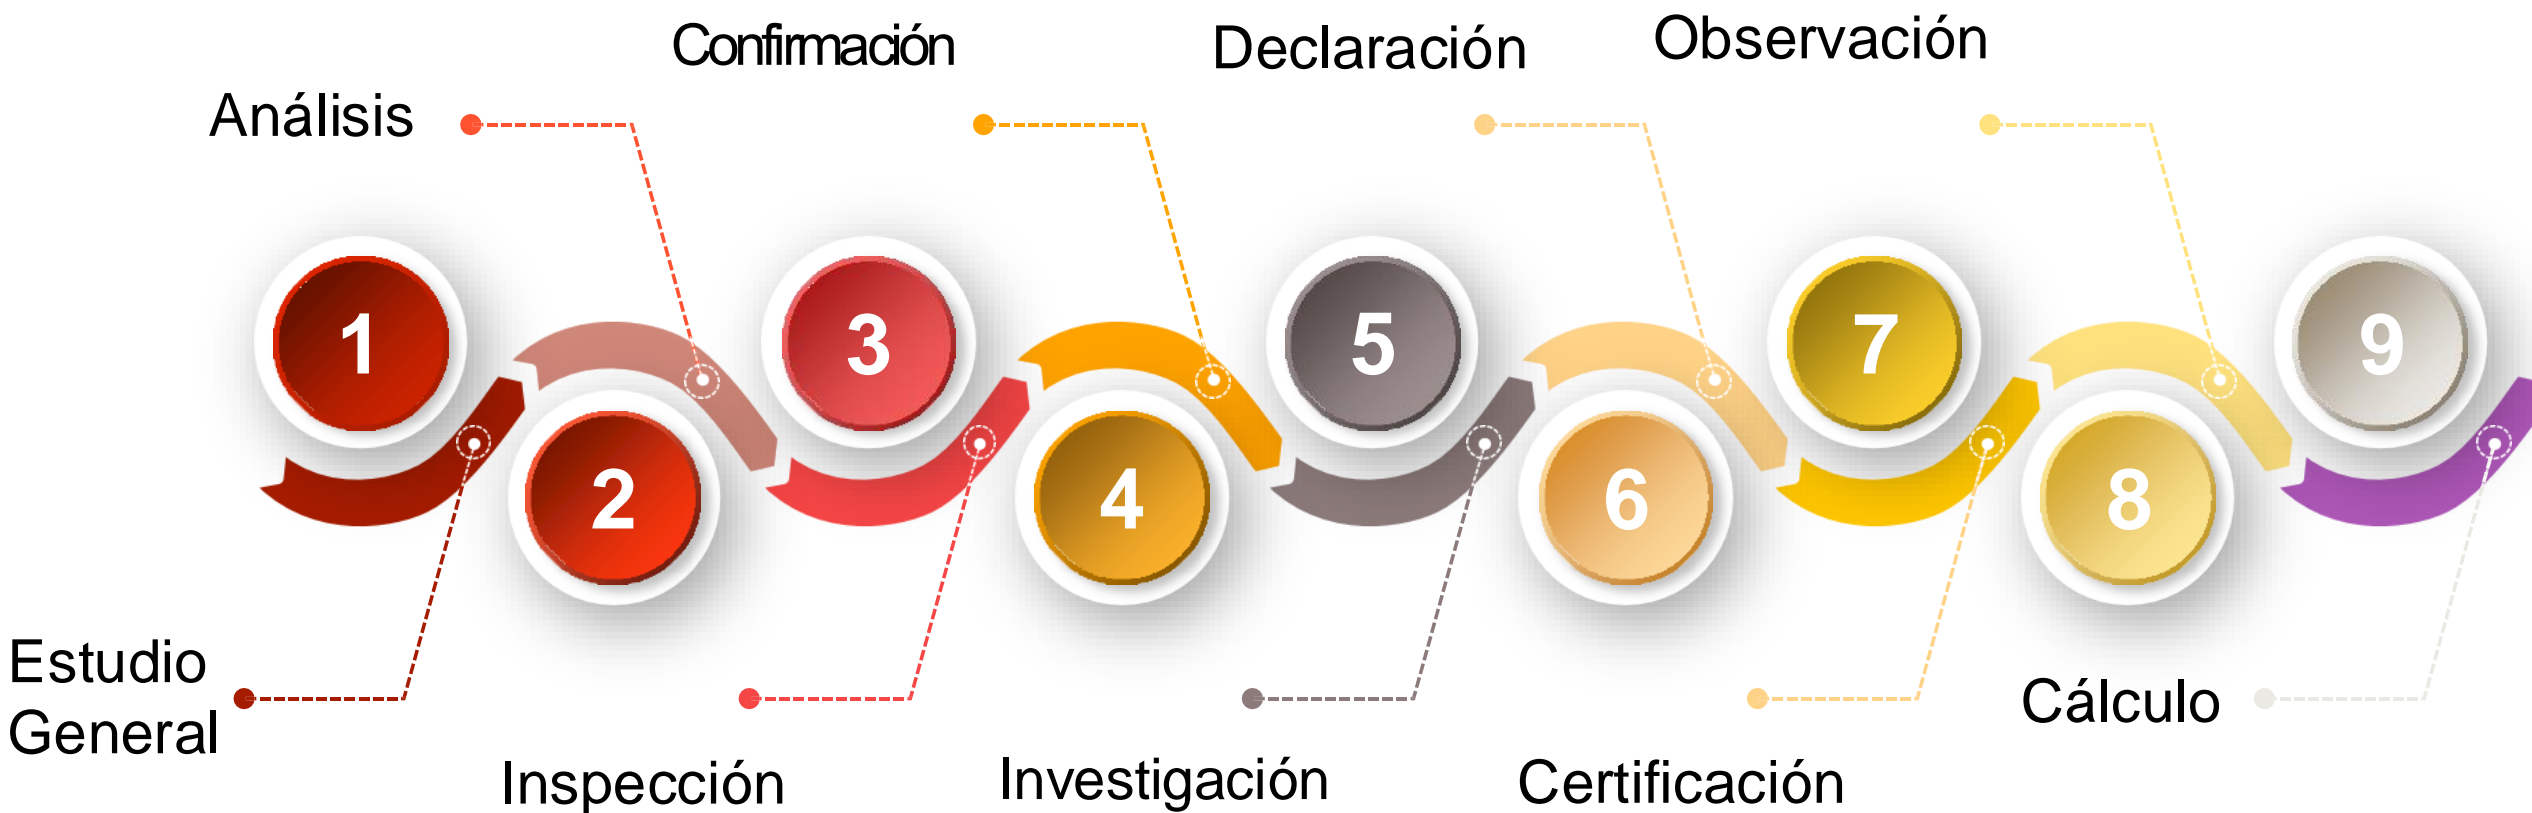 Confirmación
Declaración
Observación
Análisis
1
2
3
4
5
6
7
8
9
Estudio
General
Inspección
Investigación
Certificación
Cálculo